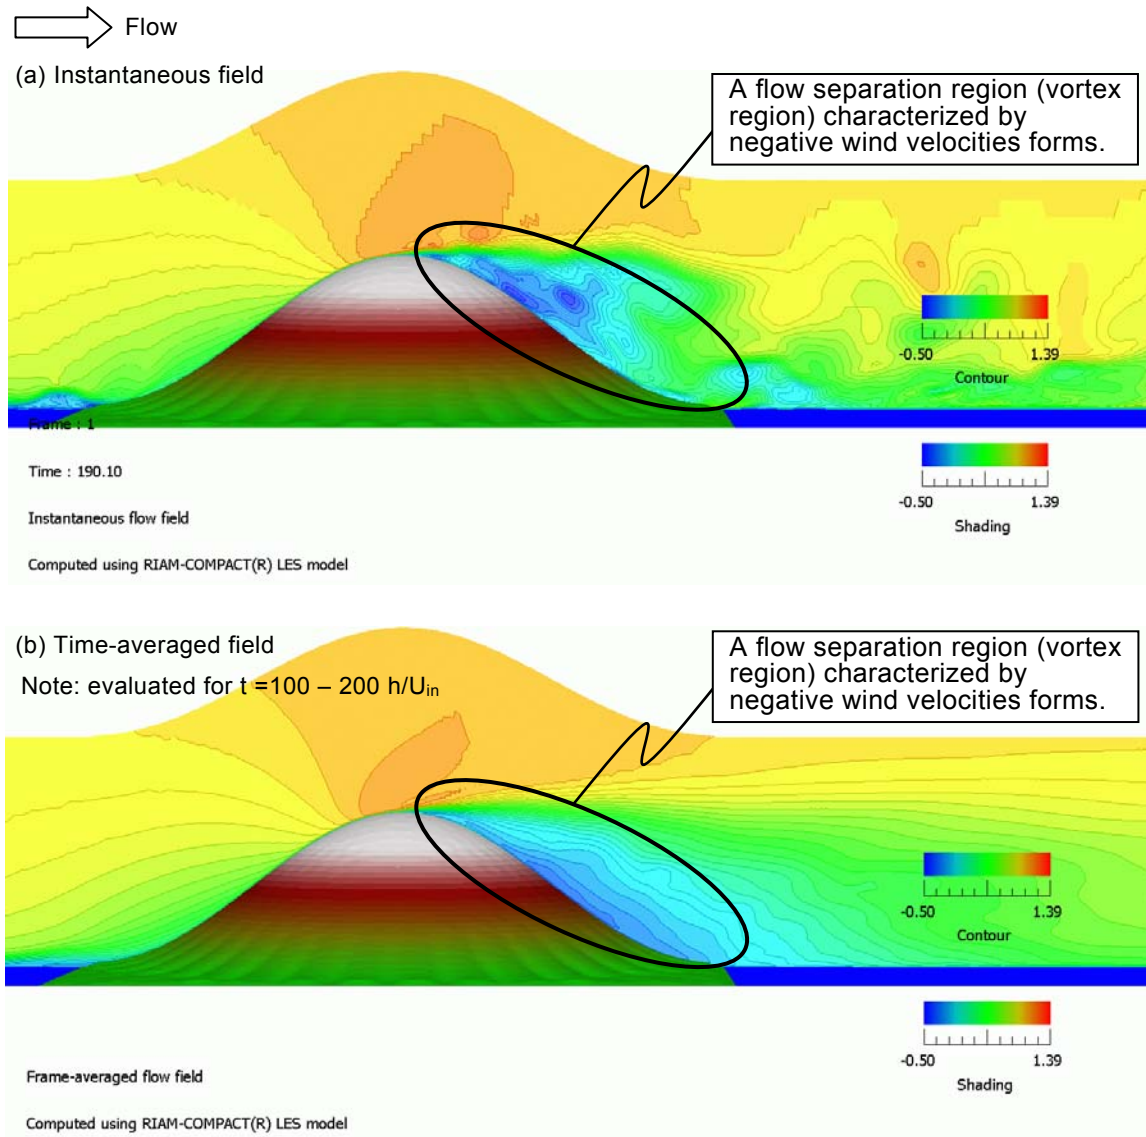 Flow
(a) Instantaneous field
A flow separation region (vortex
region) characterized by
negative wind velocities forms.
-0.50 1.39
Contour
Frame : 1
Time : 190.10
-0.50 1.39
Shading
Instantaneous flow field
Computed using RIAM-COMPACT(R) LES model
(b) Time-averaged field
Note: evaluated for t =100 – 200 h/Uin
A flow separation region (vortex
region) characterized by
negative wind velocities forms.
-0.50 1.39
Contour
-0.50 1.39
Shading
Frame-averaged flow field
Computed using RIAM-COMPACT(R) LES model